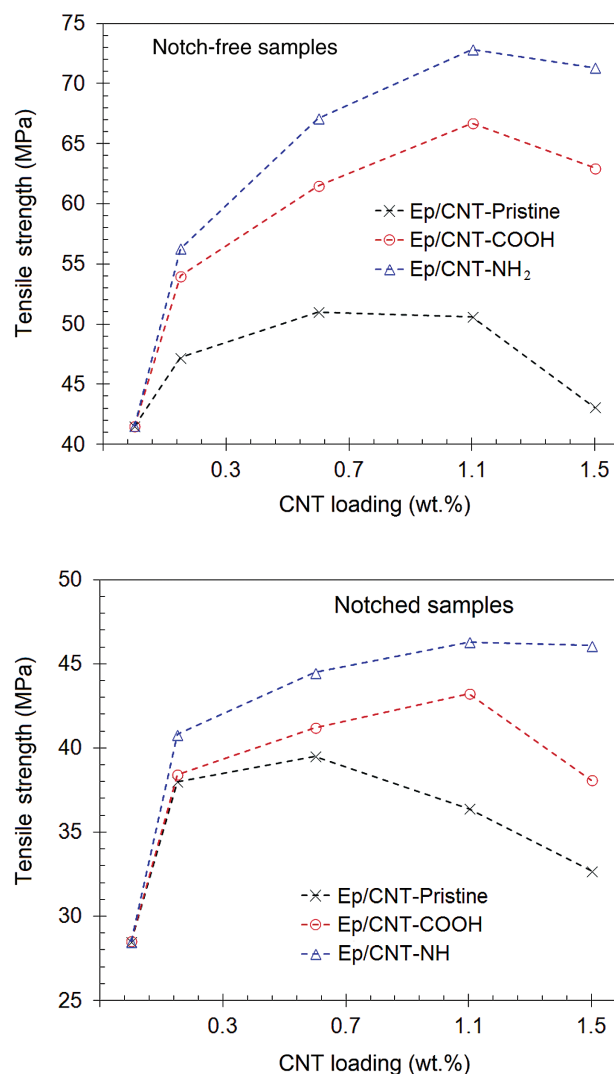 75
Notch-free samples
70
65
60
Ep/CNT-Pristine
Ep/CNT-COOH
55
Ep/CNT-NH₂
50
45
40
Tensile strength (MPa)
0.3 0.7 1.1 1.5
CNT loading (wt.%)
50
Notched samples
45
40
35
30
Ep/CNT-Pristine
Ep/CNT-COOH
Ep/CNT-NH
25
Tensile strength (MPa)
0.3 0.7 1.1 1.5
CNT loading (wt.%)